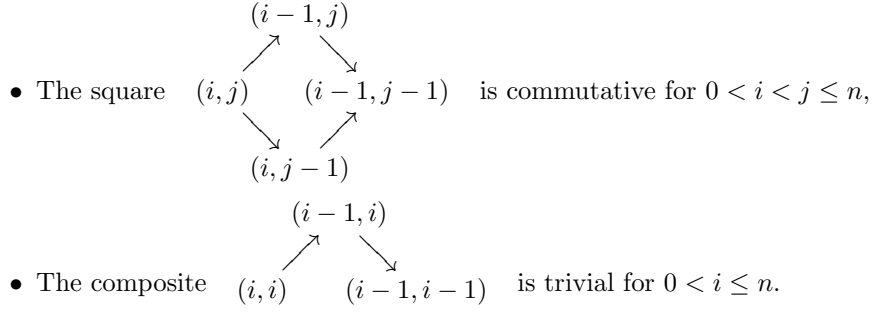 (i − 1, j)
• The square (i, j) (i − 1, j − 1) is commutative for 0 < i < j ≤ n,
(i, j − 1)
(i − 1, i)
• The composite (i, i) (i − 1, i − 1) is trivial for 0 < i ≤ n.